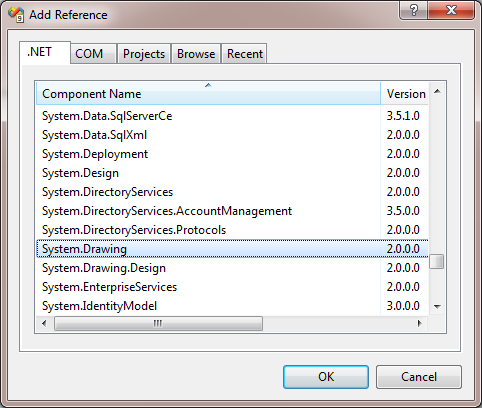 Add Reference
.NET COM Projects Browse Recent
Component Name Version
System.Data.SqlServerCe 3.5.1.0
System.Data.SqlXml 2.0.0.0
System.Deployment 2.0.0.0
System.Design 2.0.0.0
System.DirectoryServices 2.0.0.0
System.DirectoryServices.AccountManagement 3.5.0.0
System.DirectoryServices.Protocols 2.0.0.0
System.Drawing 2.0.0.0
System.Drawing.Design 2.0.0.0
System.EnterpriseServices 2.0.0.0
System.IdentityModel 3.0.0.0
OK Cancel